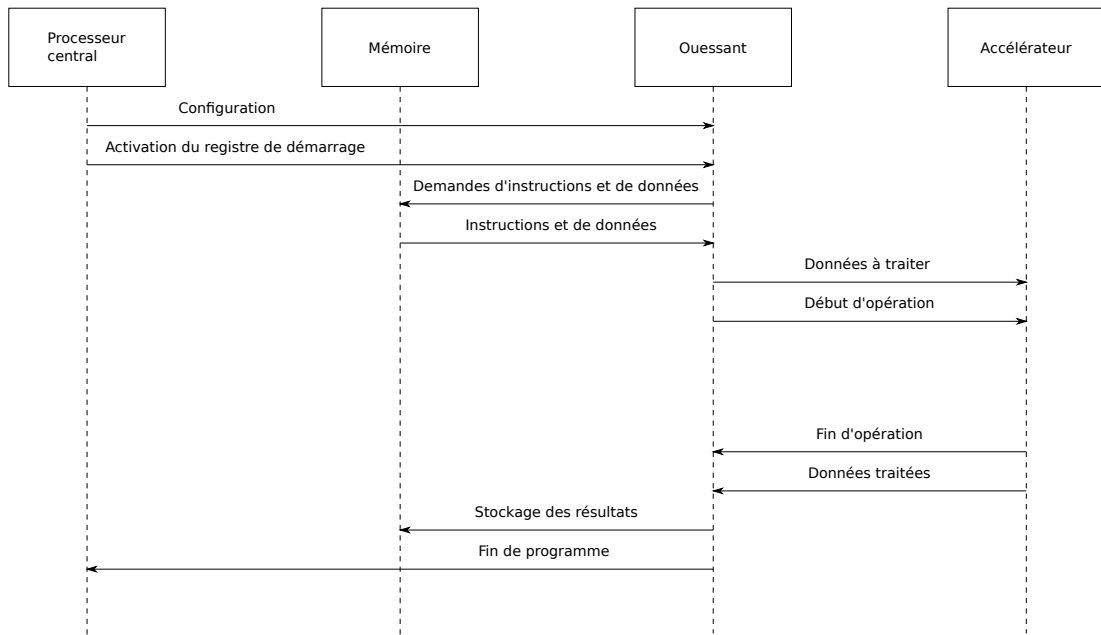 Processeur
central
Mémoire
Ouessant
Accélérateur
Configuration
Activation du registre de démarrage
Demandes d'instructions et de données
Instructions et de données
Données à traiter
Début d'opération
Fin d'opération
Données traitées
Stockage des résultats
Fin de programme